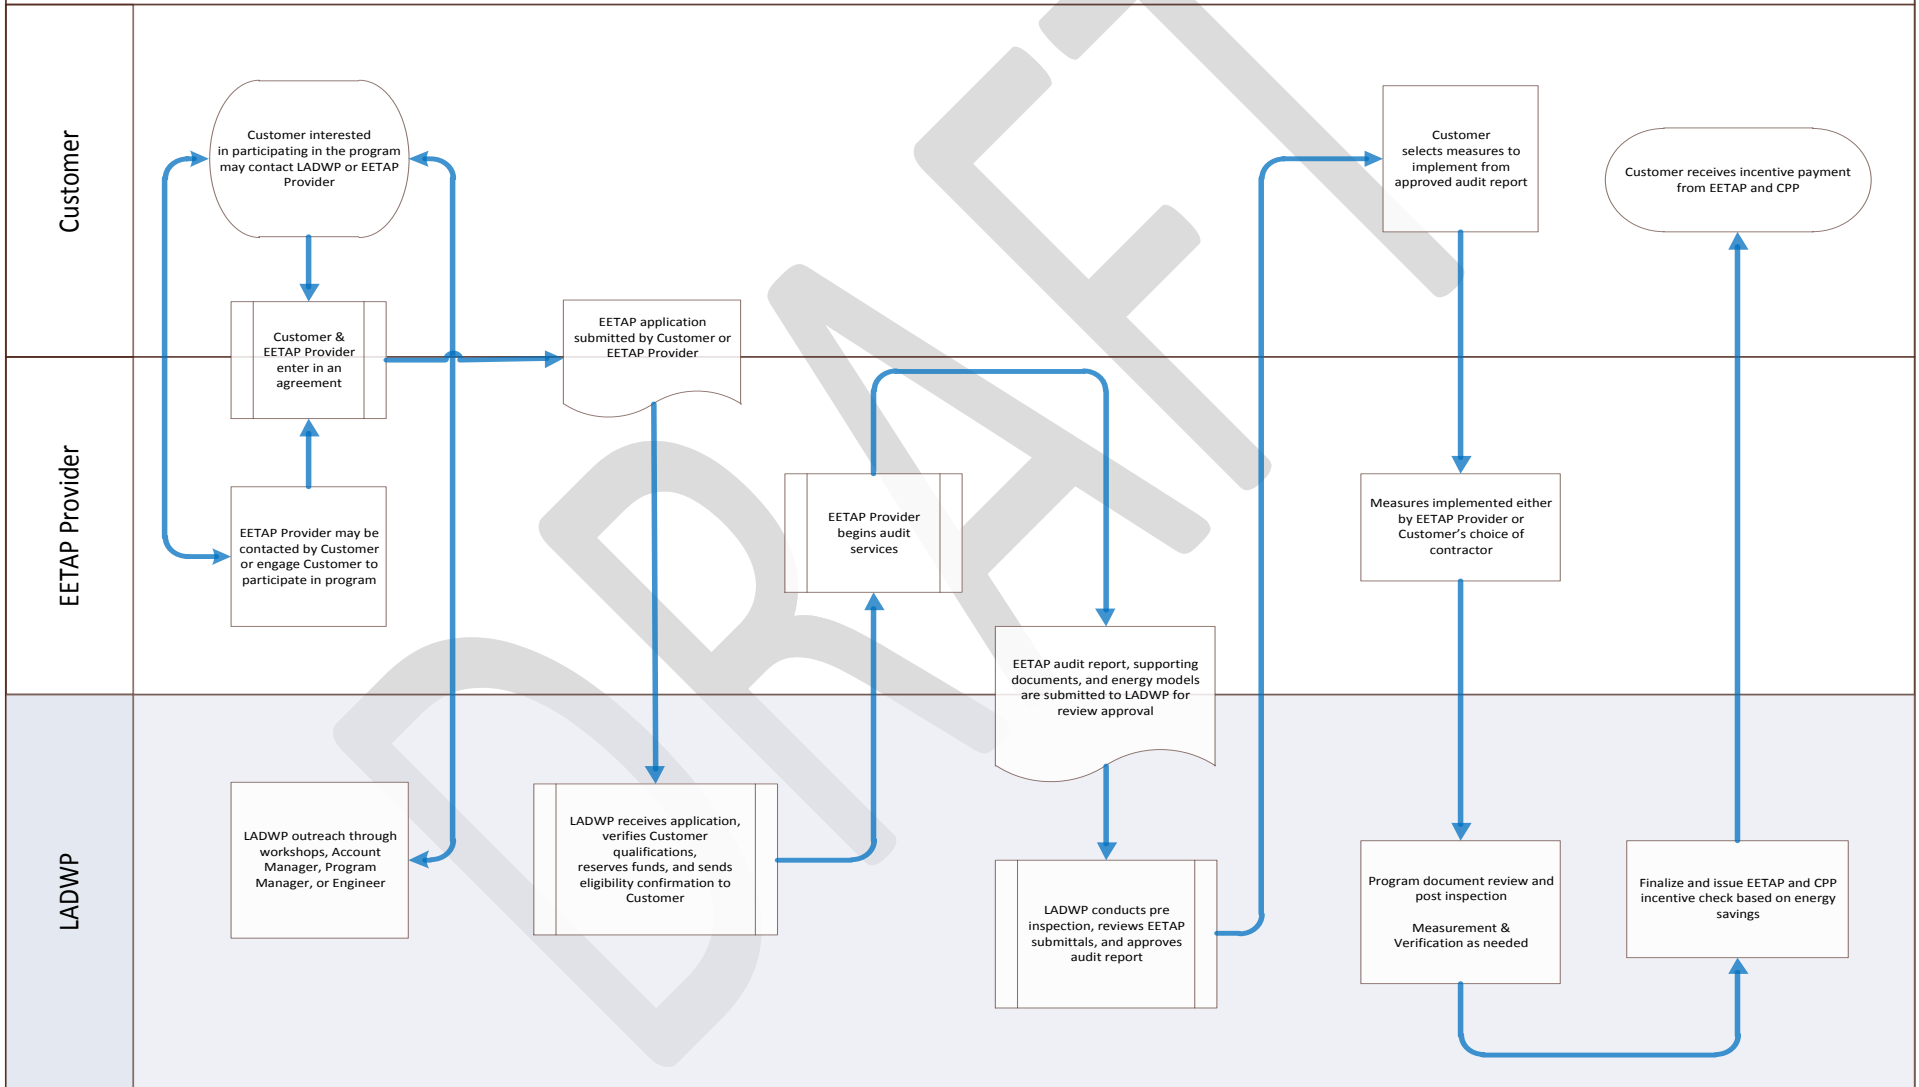 Customer
Customer interested
in participating in the program
may contact LADWP or EETAP
Provider
Customer
selects measures to
implement from
approved audit report
Customer receives incentive payment
from EETAP and CPP
Customer &
EETAP Provider
enter in an
agreement
EETAP application
submitted by Customer or
EETAP Provider
EETAP Provider
EETAP Provider may be
contacted by Customer
or engage Customer to
participate in program
EETAP Provider
begins audit
services
Measures implemented either
by EETAP Provider or
Customer's choice of
contractor
EETAP audit report, supporting
documents, and energy models
are submitted to LADWP for
review approval
LADWP
LADWP outreach through
workshops, Account
Manager, Program
Manager, or Engineer
LADWP receives application,
verifies Customer
qualifications,
reserves funds, and sends
eligibility confirmation to
Customer
LADWP conducts pre
inspection, reviews EETAP
submittals, and approves
audit report
Program document review and
post inspection
Measurement &
Verification as needed
Finalize and issue EETAP and CPP
incentive check based on energy
savings
DRAFT